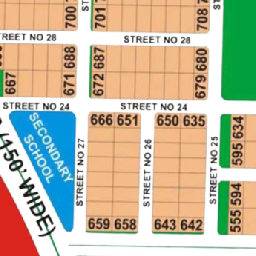 700
701
708
STREET NO 28
STREET NO 28
667
671 688
672 687
679 680
STREET NO 24
STREET NO 24
666 651
650 635
595 634
SECONDARY
SCHOOL
STREET NO 27
STREET NO 26
STREET NO 25
150' WIDE)
659 658
643 642
555 594